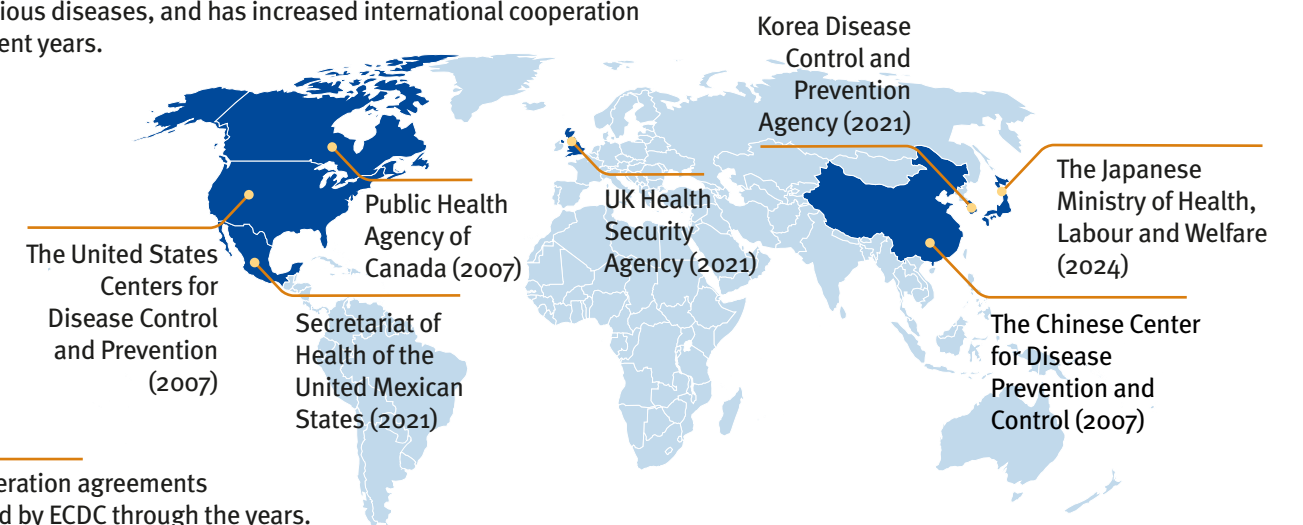 ious diseases, and has increased international cooperation
ent years.
Korea Disease
Control and
Prevention
Agency (2021)
The Japanese
Ministry of Health,
Labour and Welfare
(2024)
UK Health
Security
Agency (2021)
Public Health
Agency of
Canada (2007)
The United States
Centers for
Disease Control
and Prevention
(2007)
Secretariat of
Health of the
United Mexican
States (2021)
The Chinese Center
for Disease
Prevention and
Control (2007)
eration agreements
d by ECDC through the years.